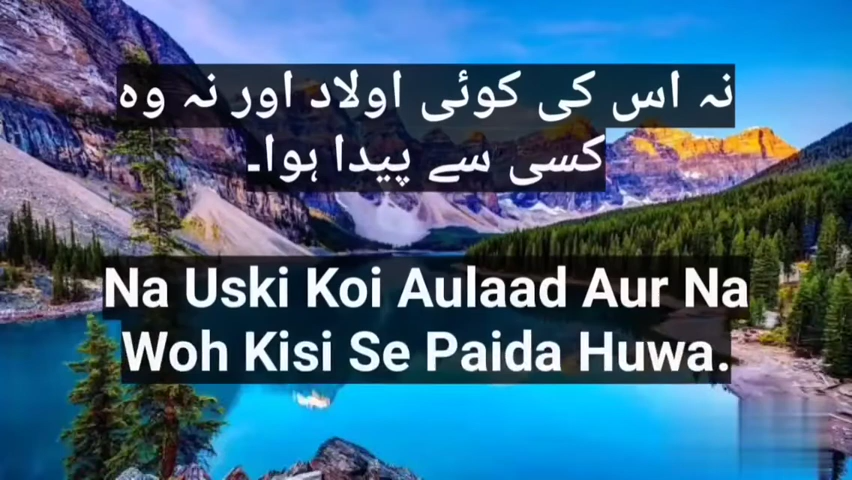 نہ اس کی کوئی اولاد اور نہ وہ
کسی سے پیدا ہوا۔
Na Uski Koi Aulaad Aur Na
Woh Kisi Se Paida Huwa.